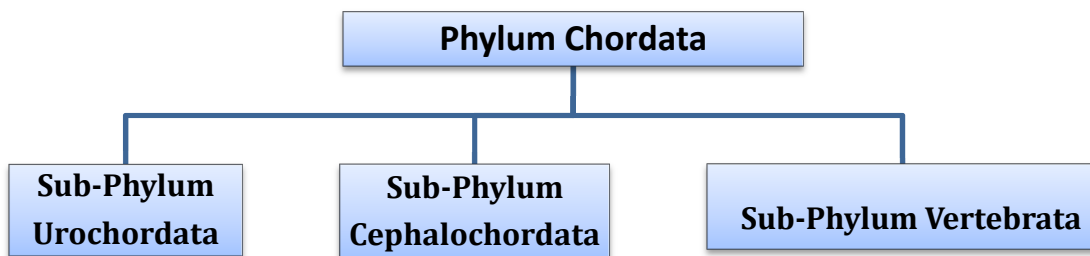 Phylum Chordata
Sub-Phylum
Urochordata
Sub-Phylum
Cephalochordata
Sub-Phylum Vertebrata